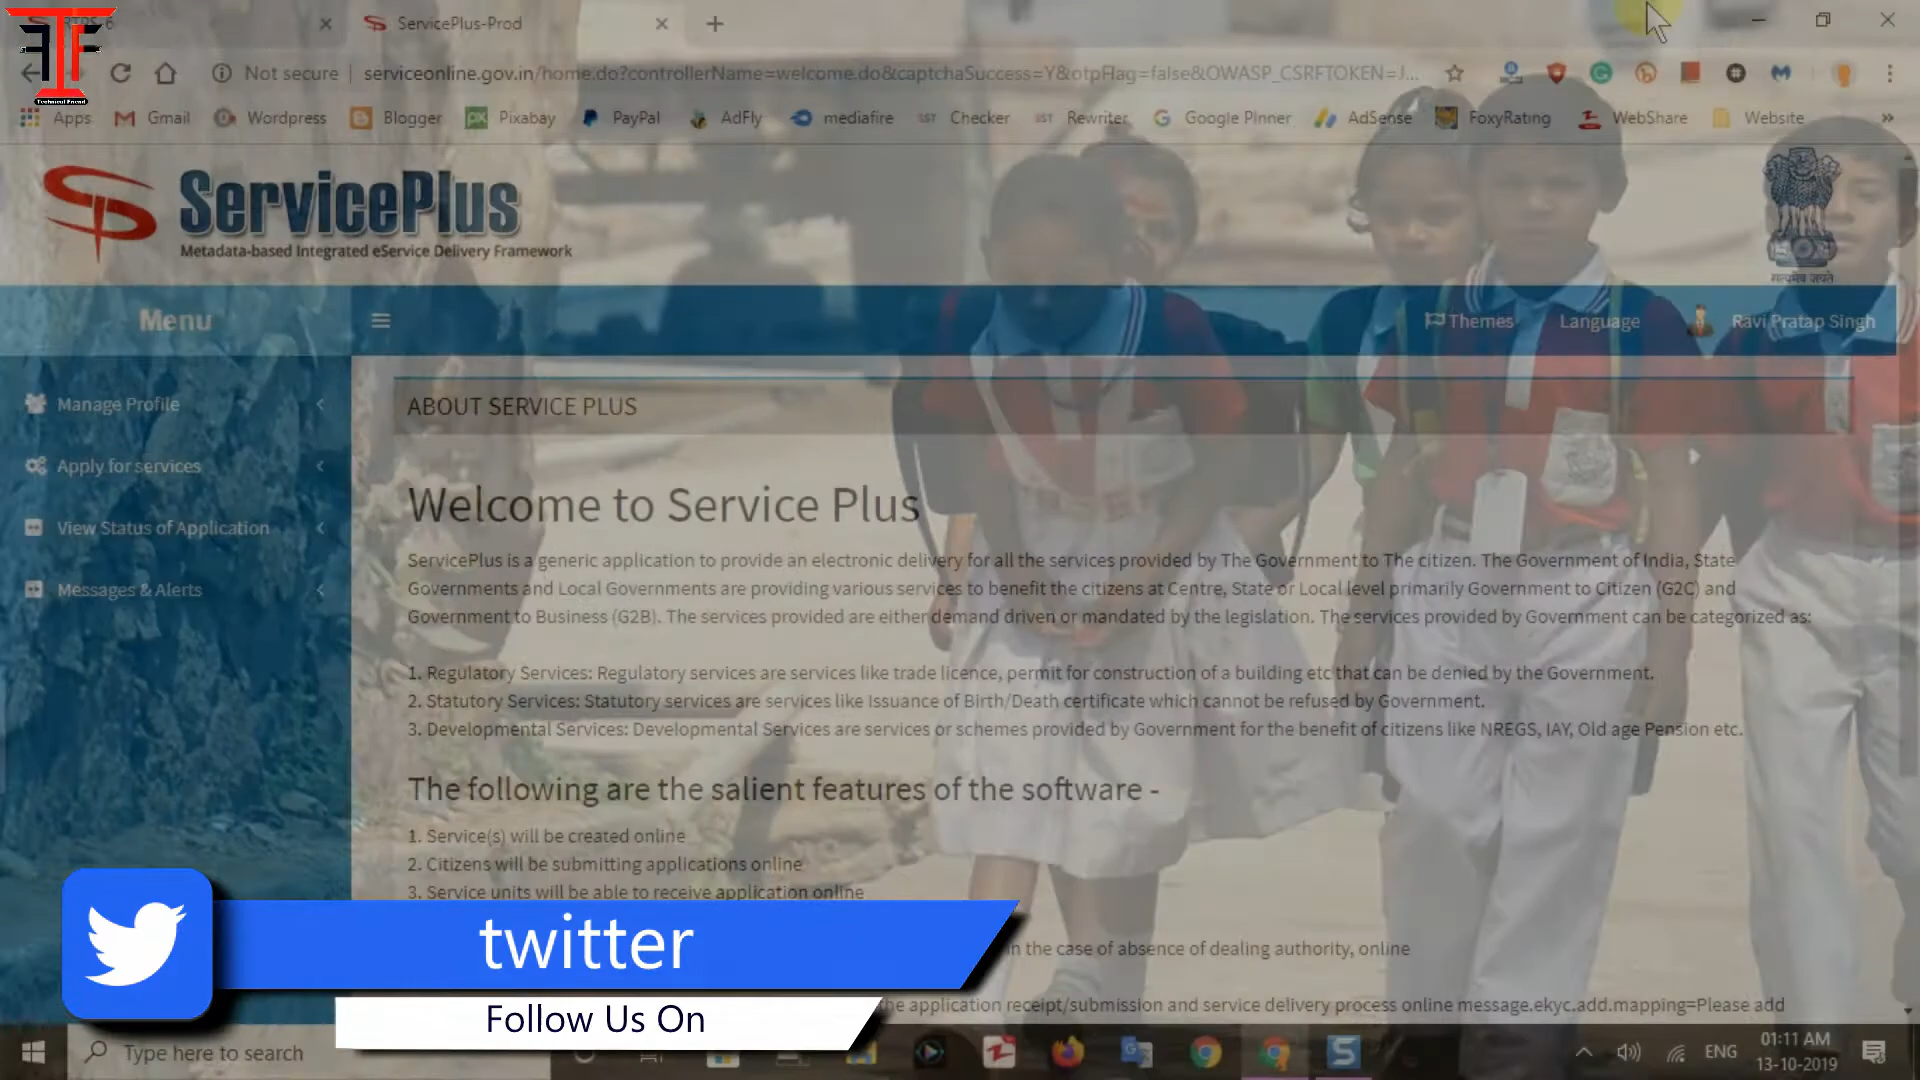 ServicePlus-Prod
Not secure | serviceonline.gov.in/home.do?controllerName=welcome.do&captchaSuccess=Y&otpFlag=false&OWASP_CSRFTOKEN=J...
Technical Friend
Apps Gmail Wordpress Blogger Pixabay PayPal AdFly mediafire SST Checker SST Rewriter Google Pinner AdSense FoxyRating WebShare Website »
ServicePlus
Metadata-based Integrated eService Delivery Framework
सत्यमेव जयते
Menu
Themes Language Ravi Pratap Singh
Manage Profile
Apply for services
View Status of Application
Messages & Alerts
ABOUT SERVICE PLUS
Welcome to Service Plus
ServicePlus is a generic application to provide an electronic delivery for all the services provided by The Government to The citizen. The Government of India, State
Governments and Local Governments are providing various services to benefit the citizens at Centre, State or Local level primarily Government to Citizen (G2C) and
Government to Business (G2B). The services provided are either demand driven or mandated by the legislation. The services provided by Government can be categorized as:
1. Regulatory Services: Regulatory services are services like trade licence, permit for construction of a building etc that can be denied by the Government.
2. Statutory Services: Statutory services are services like Issuance of Birth/Death certificate which cannot be refused by Government.
3. Developmental Services: Developmental Services are services or schemes provided by Government for the benefit of citizens like NREGS, IAY, Old age Pension etc.
The following are the salient features of the software -
1. Service(s) will be created online
2. Citizens will be submitting applications online
3. Service units will be able to receive application online
in the case of absence of dealing authority, online
the application receipt/submission and service delivery process online message.ekyc.add.mapping=Please add
twitter
Follow Us On
Type here to search
ENG
01:11 AM
13-10-2019